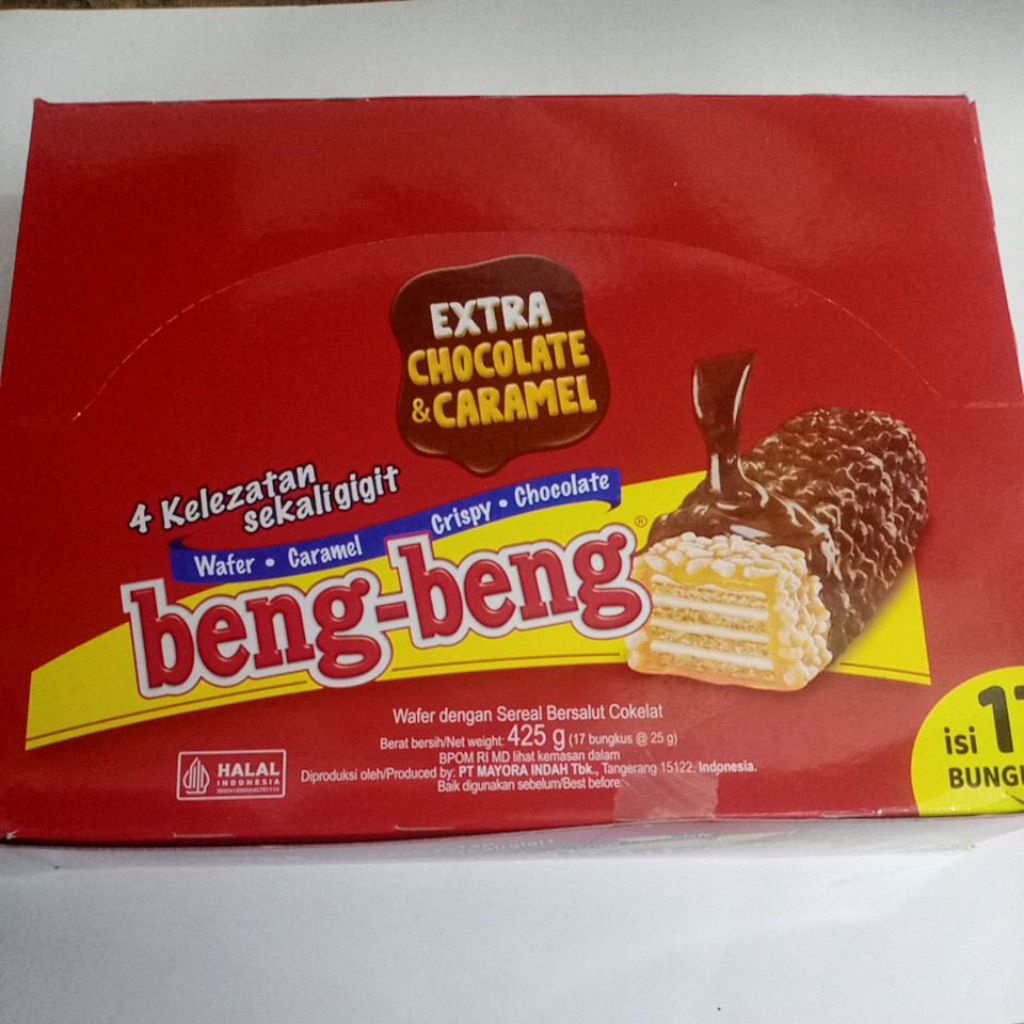 EXTRA
CHOCOLATE
& CARAMEL
4 Kelezatan
sekali gigit
Wafer • Caramel
Crispy • Chocolate
beng-beng®
Wafer dengan Sereal Bersalut Cokelat
Berat bersih/Net weight: 425 g (17 bungkus @ 25 g)
BPOM RI MD lihat kemasan dalam
Diproduksi oleh/Produced by: PT MAYORA INDAH Tbk., Tangerang 15122, Indonesia.
Baik digunakan sebelum/Best before:
HALAL
INDONESIA
isi 1
BUNG